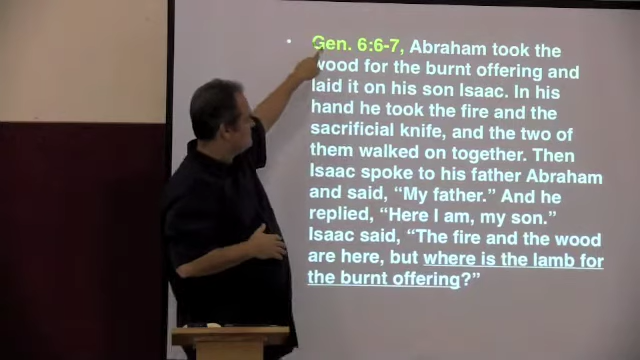 • Gen. 6:6-7, Abraham took the
wood for the burnt offering and
laid it on his son Isaac. In his
hand he took the fire and the
sacrificial knife, and the two of
them walked on together. Then
Isaac spoke to his father Abraham
and said, “My father.” And he
replied, “Here I am, my son.”
Isaac said, “The fire and the wood
are here, but where is the lamb for
the burnt offering?”